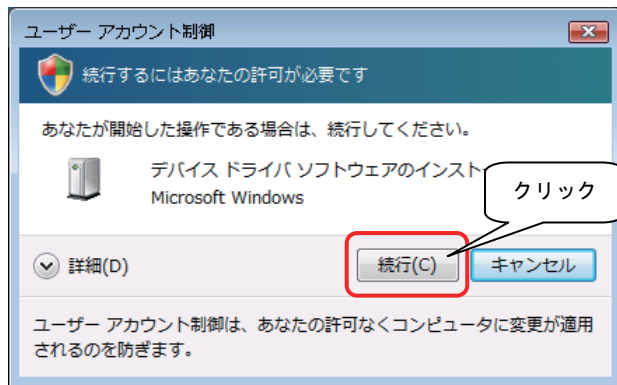 ユーザー アカウント制御
続行するにはあなたの許可が必要です
あなたが開始した操作である場合は、続行してください。
デバイス ドライバ ソフトウェアのインスト
Microsoft Windows
クリック
詳細(D)
続行(C)
キャンセル
ユーザー アカウント制御は、あなたの許可なくコンピュータに変更が適用
されるのを防ぎます。